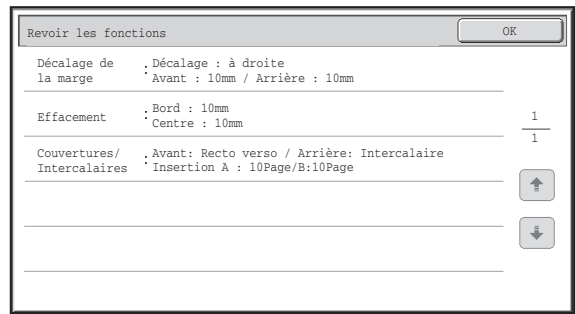 Revoir les fonctions
OK
Décalage de la marge
: Décalage : à droite
Avant : 10mm / Arrière : 10mm
Effacement
: Bord : 10mm
Centre : 10mm
1
1
Couvertures/
Intercalaires
: Avant: Recto verso / Arrière: Intercalaire
Insertion A : 10Page/B:10Page